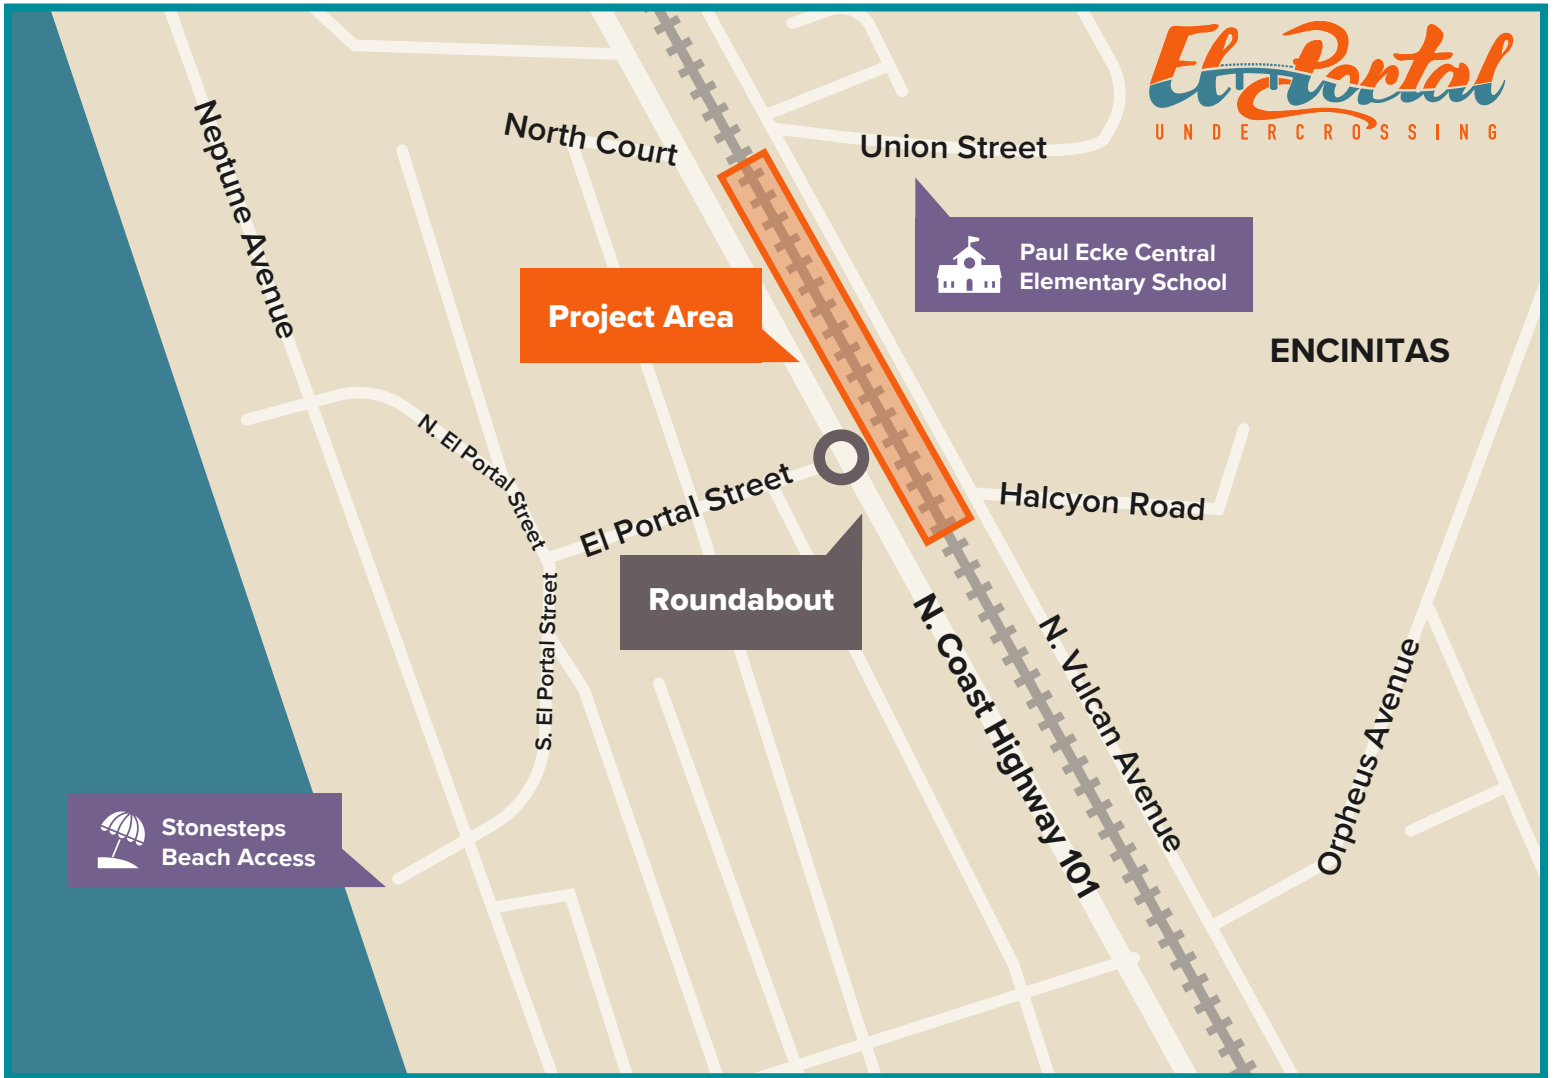 El Portal
UNDERCROSSING
North Court
Union Street
Neptune Avenue
Paul Ecke Central
Elementary School
Project Area
ENCINITAS
N. El Portal Street
El Portal Street
Halcyon Road
Roundabout
S. El Portal Street
N. Coast Highway 101
N. Vulcan Avenue
Orpheus Avenue
Stonesteps
Beach Access